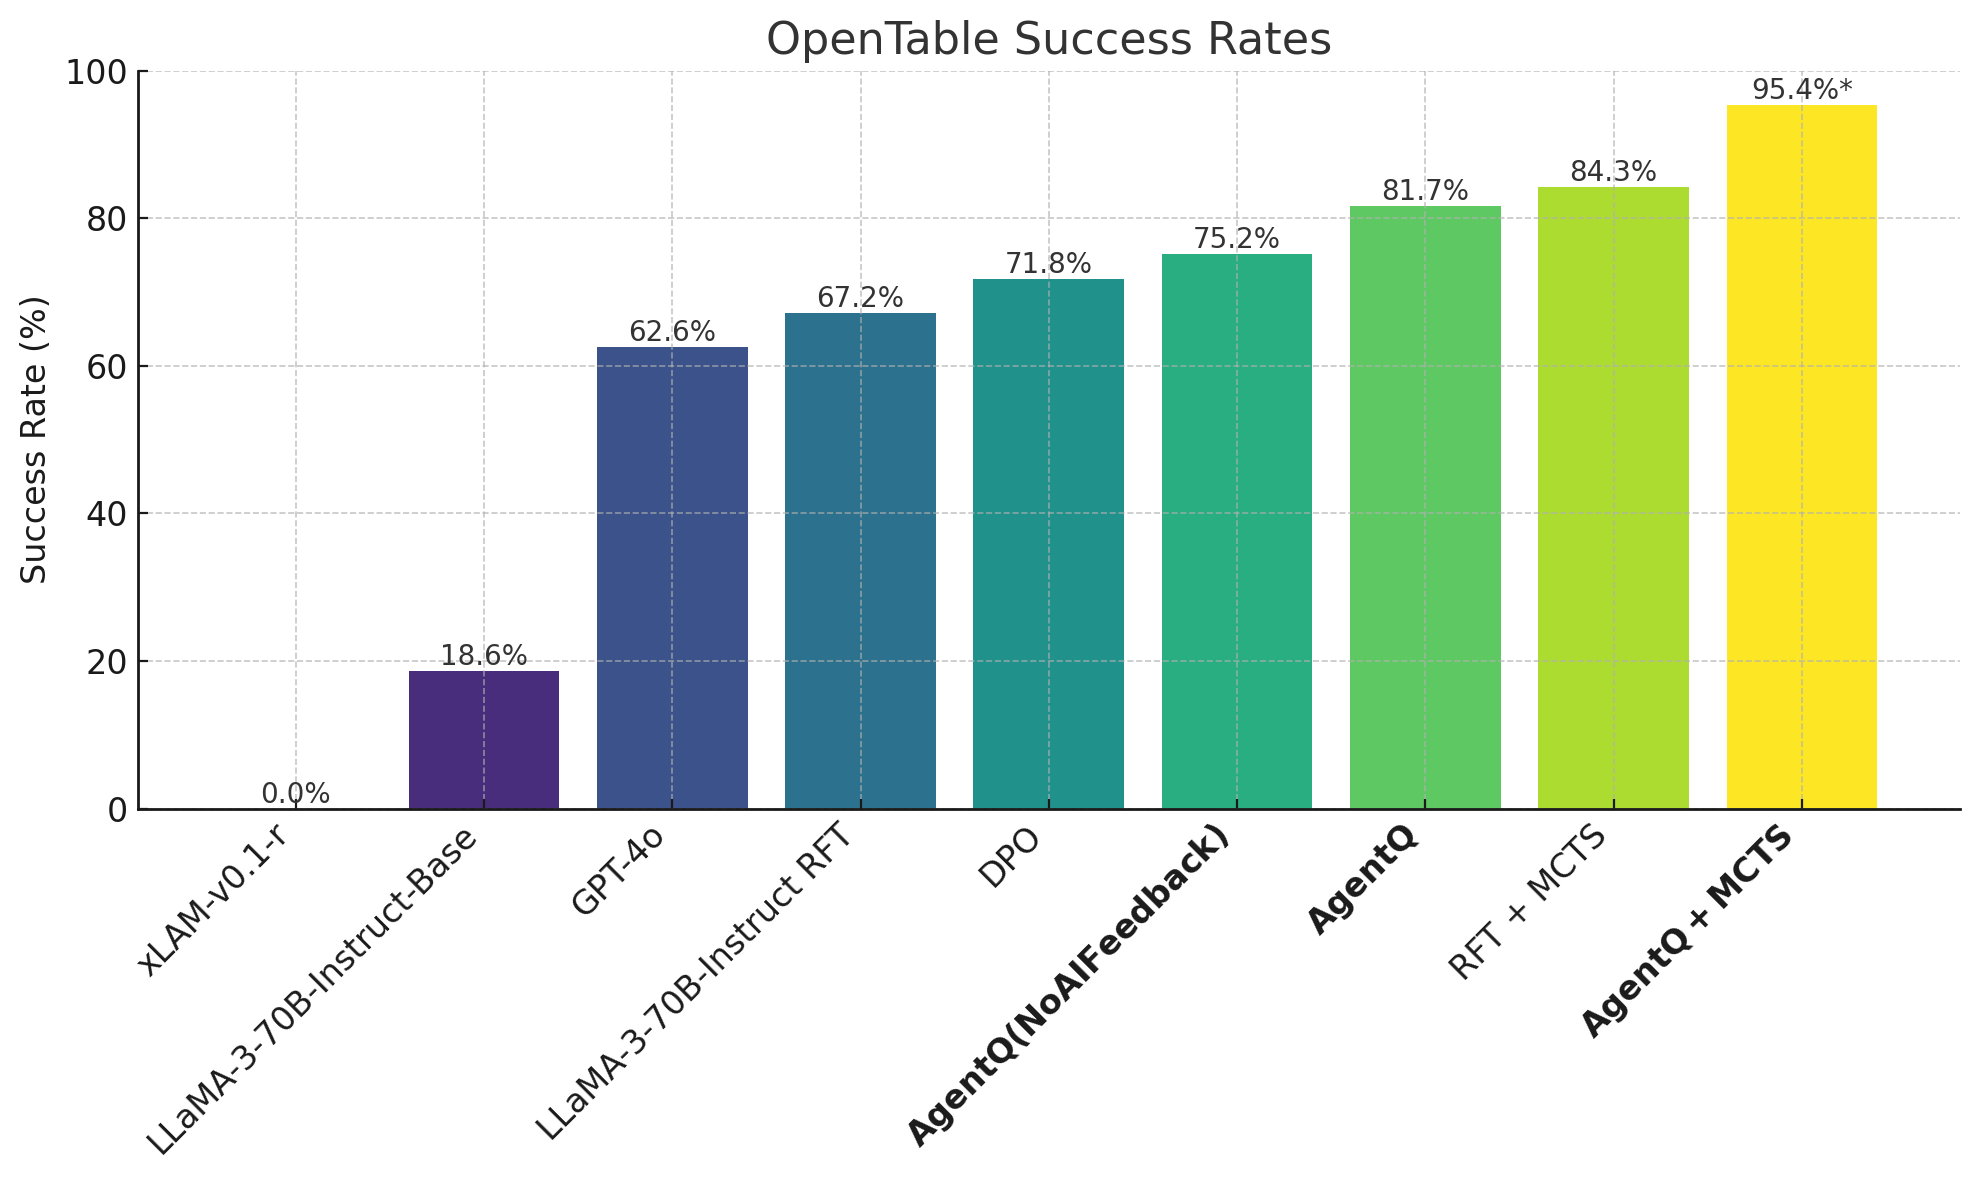 OpenTable Success Rates
Success Rate (%)
100
80
60
40
20
0
0.0%
18.6%
62.6%
67.2%
71.8%
75.2%
81.7%
84.3%
95.4%*
xLAM-v0.1-r
LLaMA-3-70B-Instruct-Base
GPT-4o
LLaMA-3-70B-Instruct RFT
DPO
AgentQ(NoAIFeedback)
AgentQ
RFT + MCTS
AgentQ + MCTS